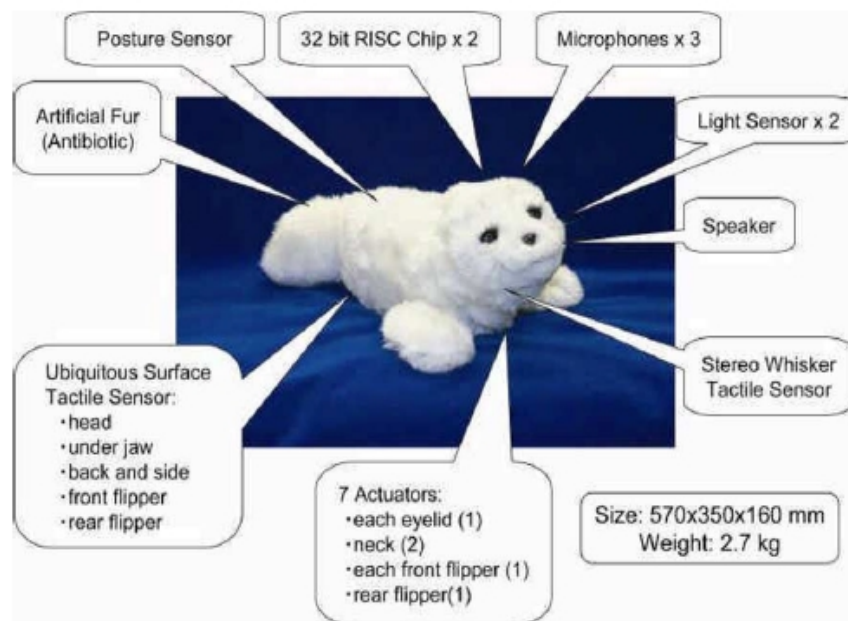 Posture Sensor
32 bit RISC Chip x 2
Microphones x 3
Artificial Fur
(Antibiotic)
Light Sensor x 2
Speaker
Ubiquitous Surface
Tactile Sensor:
・head
・under jaw
・back and side
・front flipper
・rear flipper
Stereo Whisker
Tactile Sensor
7 Actuators:
・each eyelid (1)
・neck (2)
・each front flipper (1)
・rear flipper(1)
Size: 570x350x160 mm
Weight: 2.7 kg